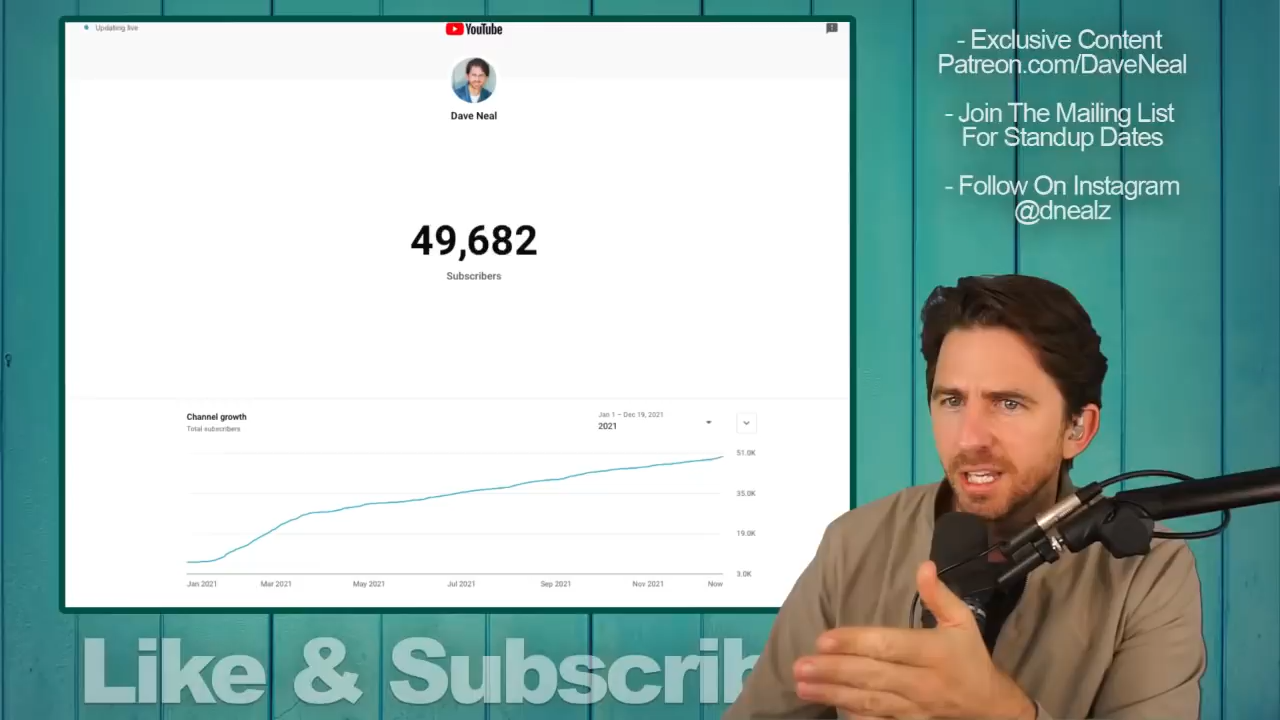 Updating live
YouTube
Dave Neal
49,682
Subscribers
Channel growth
Total subscribers
Jan 1 – Dec 19, 2021
2021
51.0K
35.0K
19.0K
3.0K
Jan 2021
Mar 2021
May 2021
Jul 2021
Sep 2021
Nov 2021
Now
- Exclusive Content
Patreon.com/DaveNeal
- Join The Mailing List
For Standup Dates
- Follow On Instagram
@dnealz
Like & Subscrib